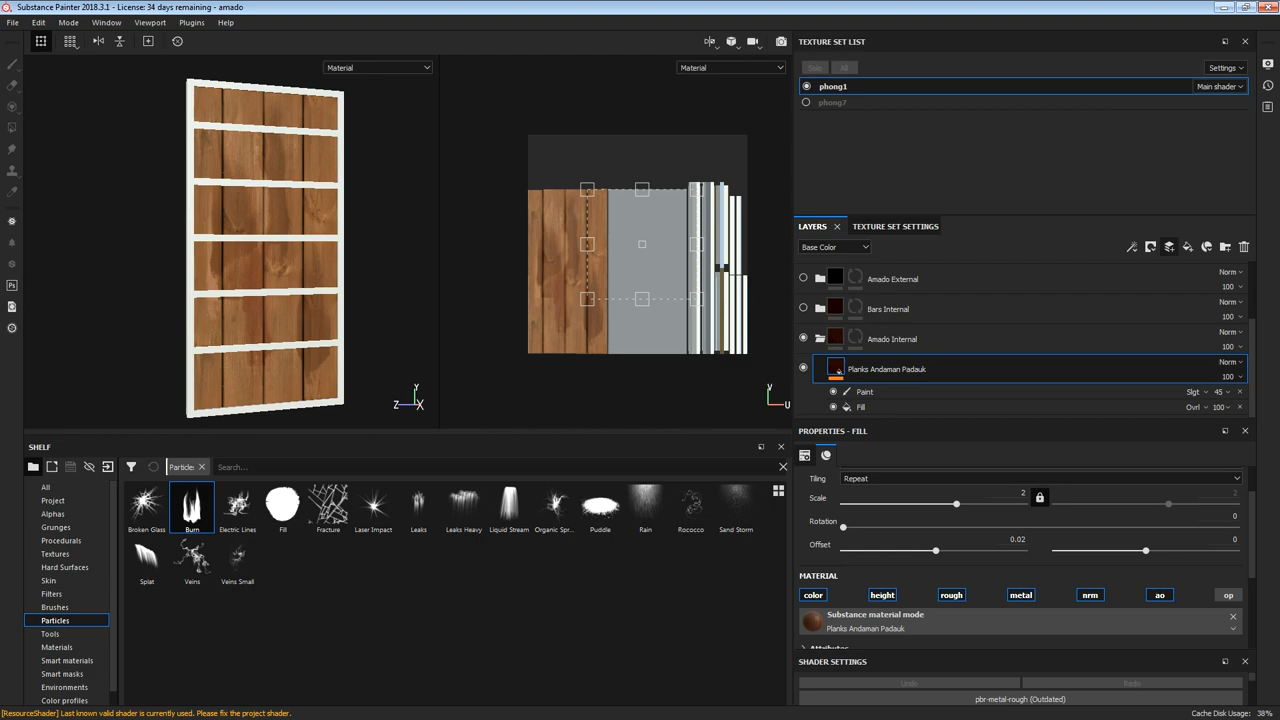 Substance Painter 2018.3.1 - License: 34 days remaining - amado
File Edit Mode Window Viewport Plugins Help
Material
Material
Y
Z X
V
U
TEXTURE SET LIST
Solo All Settings
phong1 Main shader
phong7
LAYERS TEXTURE SET SETTINGS
Base Color
Amado External Norm 100
Bars Internal Norm 100
Amado Internal Norm 100
Planks Andaman Padauk Norm 100
Paint Slgt 45
Fill Ovrl 100
PROPERTIES - FILL
Tiling Repeat
Scale 2 2
Rotation 0
Offset 0.02 0
MATERIAL
color height rough metal nrm ao op
Substance material mode
Planks Andaman Padauk
Attributes
SHADER SETTINGS
Undo Redo
pbr-metal-rough (Outdated)
SHELF
Particle Search...
All
Project
Alphas
Grunges
Procedurals
Textures
Hard Surfaces
Skin
Filters
Brushes
Particles
Tools
Materials
Smart materials
Smart masks
Environments
Color profiles
Broken Glass Burn Electric Lines Fill Fracture Laser Impact Leaks Leaks Heavy Liquid Stream Organic Spr... Puddle Rain Rococco Sand Storm
Splat Veins Veins Small
[ResourceShader] Last known valid shader is currently used. Please fix the project shader.
Cache Disk Usage: 38%